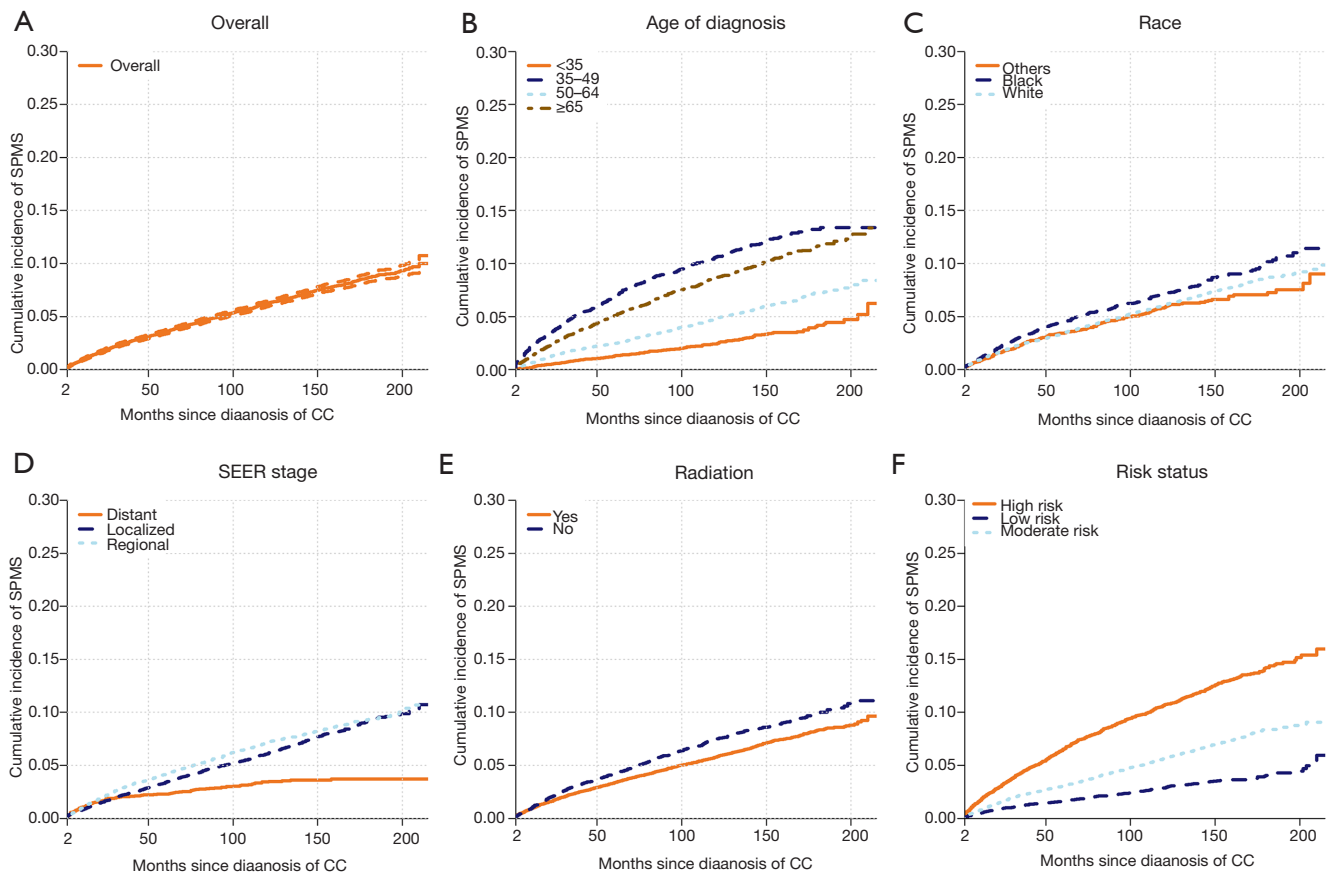 A
Overall
Cumulative incidence of SPMS
0.30
0.25
0.20
0.15
0.10
0.05
0.00
Overall
2 50 100 150 200
Months since diaanosis of CC
B
Age of diagnosis
Cumulative incidence of SPMS
0.30
0.25
0.20
0.15
0.10
0.05
0.00
<35
35–49
50–64
≥65
2 50 100 150 200
Months since diaanosis of CC
C
Race
Cumulative incidence of SPMS
0.30
0.25
0.20
0.15
0.10
0.05
0.00
Others
Black
White
2 50 100 150 200
Months since diaanosis of CC
D
SEER stage
Cumulative incidence of SPMS
0.30
0.25
0.20
0.15
0.10
0.05
0.00
Distant
Localized
Regional
2 50 100 150 200
Months since diaanosis of CC
E
Radiation
Cumulative incidence of SPMS
0.30
0.25
0.20
0.15
0.10
0.05
0.00
Yes
No
2 50 100 150 200
Months since diaanosis of CC
F
Risk status
Cumulative incidence of SPMS
0.30
0.25
0.20
0.15
0.10
0.05
0.00
High risk
Low risk
Moderate risk
2 50 100 150 200
Months since diaanosis of CC